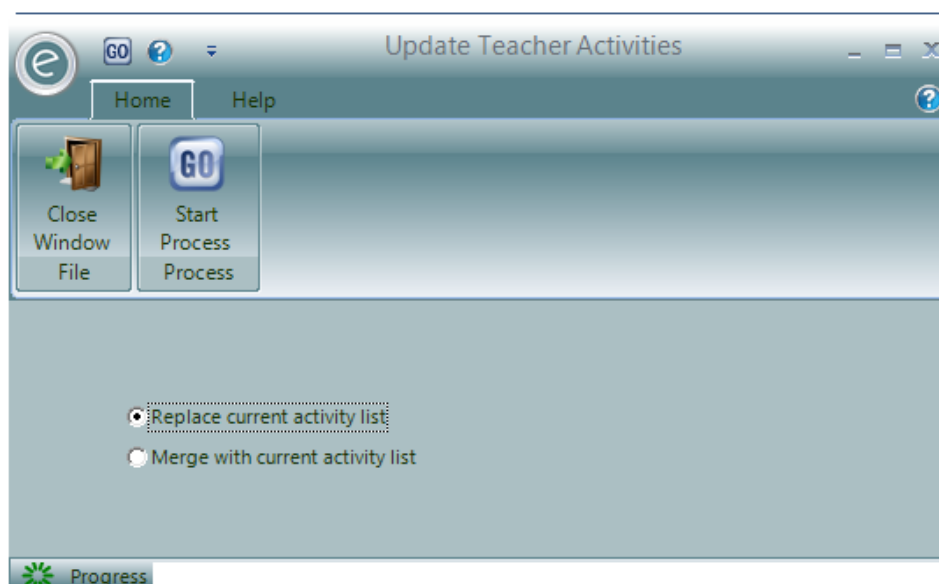 e GO Update Teacher Activities
Home Help
GO
Close Window
Start Process
File Process
Replace current activity list
Merge with current activity list
Progress